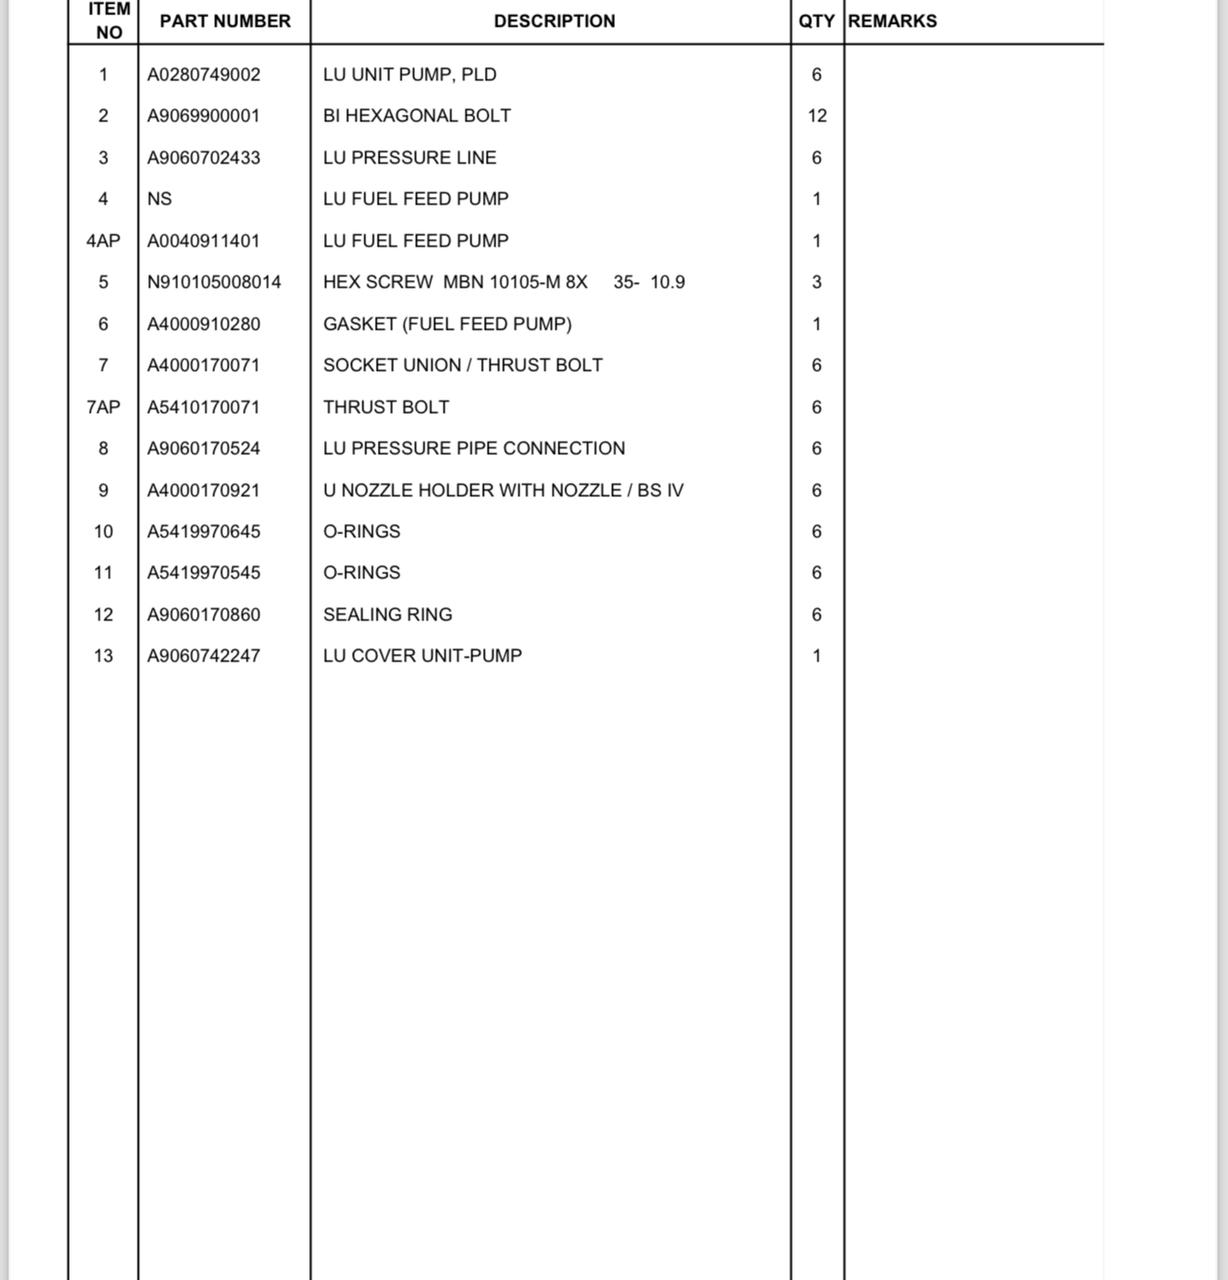 ITEM NO PART NUMBER DESCRIPTION QTY REMARKS
1 A0280749002 LU UNIT PUMP, PLD 6
2 A9069900001 BI HEXAGONAL BOLT 12
3 A9060702433 LU PRESSURE LINE 6
4 NS LU FUEL FEED PUMP 1
4AP A0040911401 LU FUEL FEED PUMP 1
5 N910105008014 HEX SCREW MBN 10105-M 8X 35- 10.9 3
6 A4000910280 GASKET (FUEL FEED PUMP) 1
7 A4000170071 SOCKET UNION / THRUST BOLT 6
7AP A5410170071 THRUST BOLT 6
8 A9060170524 LU PRESSURE PIPE CONNECTION 6
9 A4000170921 U NOZZLE HOLDER WITH NOZZLE / BS IV 6
10 A5419970645 O-RINGS 6
11 A5419970545 O-RINGS 6
12 A9060170860 SEALING RING 6
13 A9060742247 LU COVER UNIT-PUMP 1